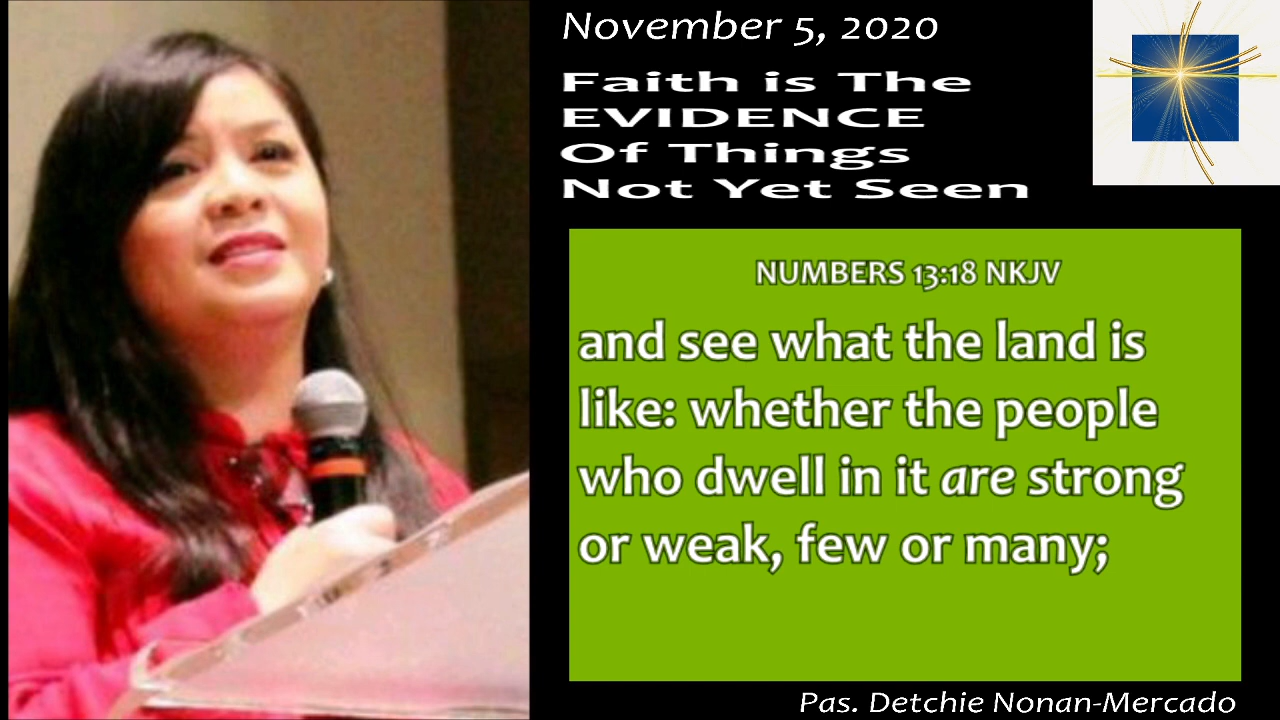 November 5, 2020
Faith is The
EVIDENCE
Of Things
Not Yet Seen
NUMBERS 13:18 NKJV
and see what the land is
like: whether the people
who dwell in it are strong
or weak, few or many;
Pas. Detchie Nonan-Mercado